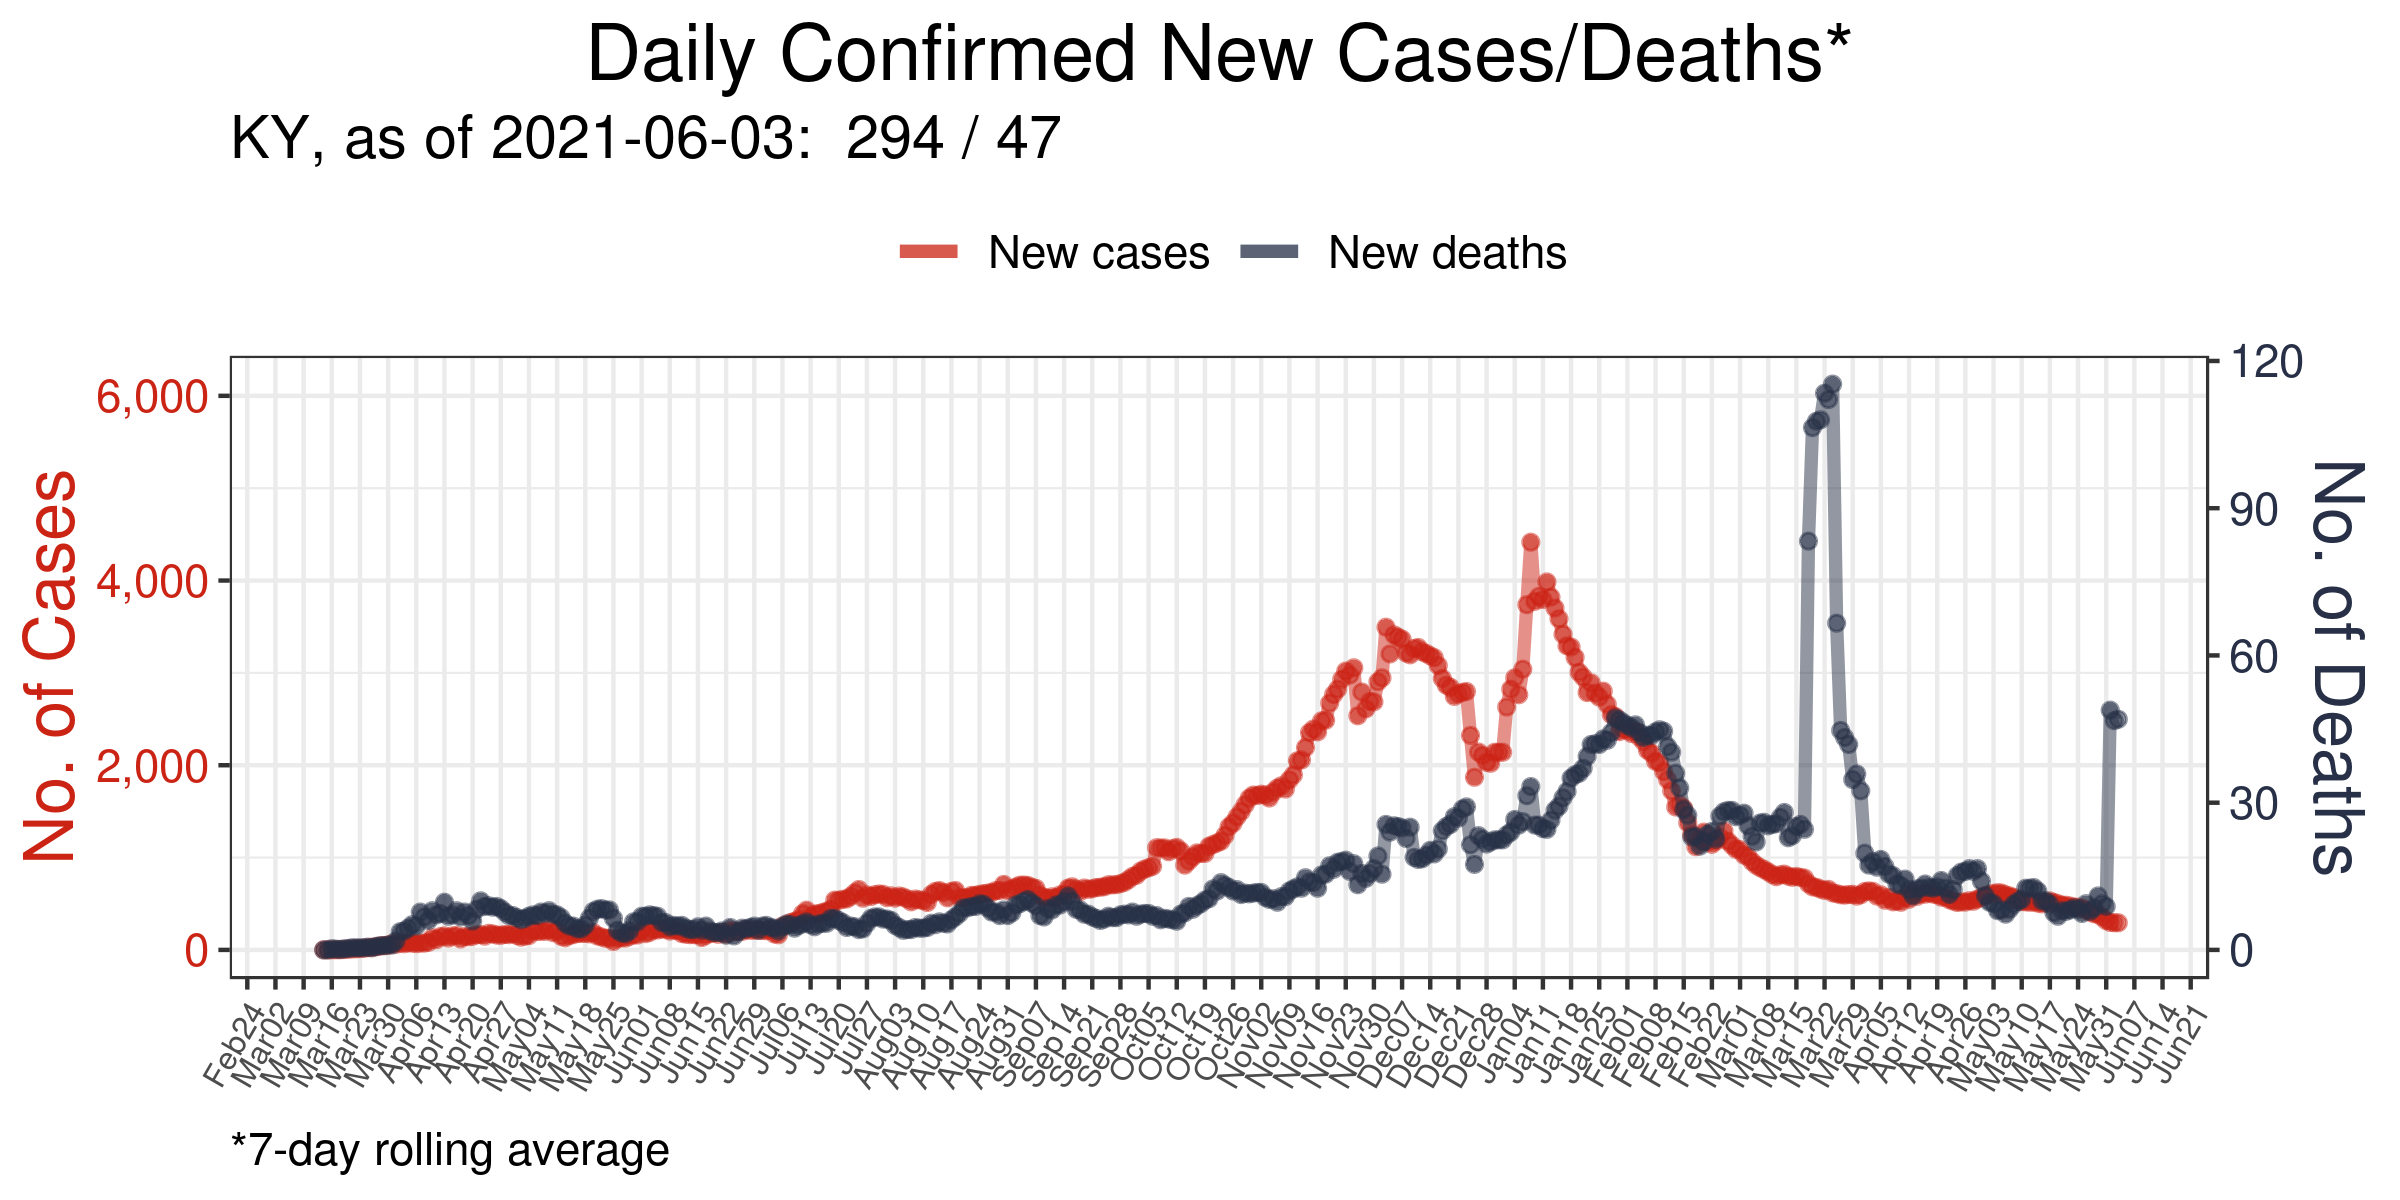 Daily Confirmed New Cases/Deaths*
KY, as of 2021-06-03:  294 / 47
New cases
New deaths
No. of Cases
6,000
4,000
2,000
0
120
90
60
30
0
No. of Deaths
Feb24
Mar02
Mar09
Mar16
Mar23
Mar30
Apr06
Apr13
Apr20
Apr27
May04
May11
May18
May25
Jun01
Jun08
Jun15
Jun22
Jun29
Jul06
Jul13
Jul20
Jul27
Aug03
Aug10
Aug17
Aug24
Aug31
Sep07
Sep14
Sep21
Sep28
Oct05
Oct12
Oct19
Oct26
Nov02
Nov09
Nov16
Nov23
Nov30
Dec07
Dec14
Dec21
Dec28
Jan04
Jan11
Jan18
Jan25
Feb01
Feb08
Feb15
Feb22
Mar01
Mar08
Mar15
Mar22
Mar29
Apr05
Apr12
Apr19
Apr26
May03
May10
May17
May24
May31
Jun07
Jun14
Jun21
*7-day rolling average